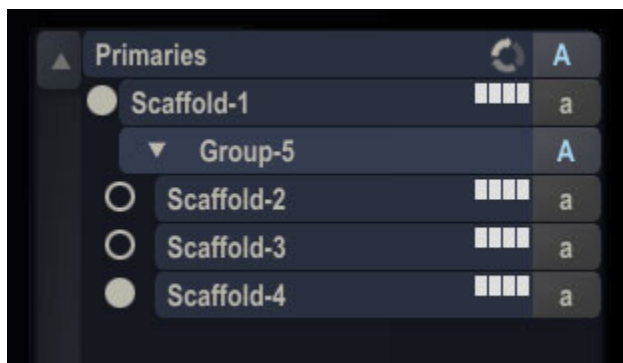 Primaries A
Scaffold-1 a
Group-5 A
Scaffold-2 a
Scaffold-3 a
Scaffold-4 a